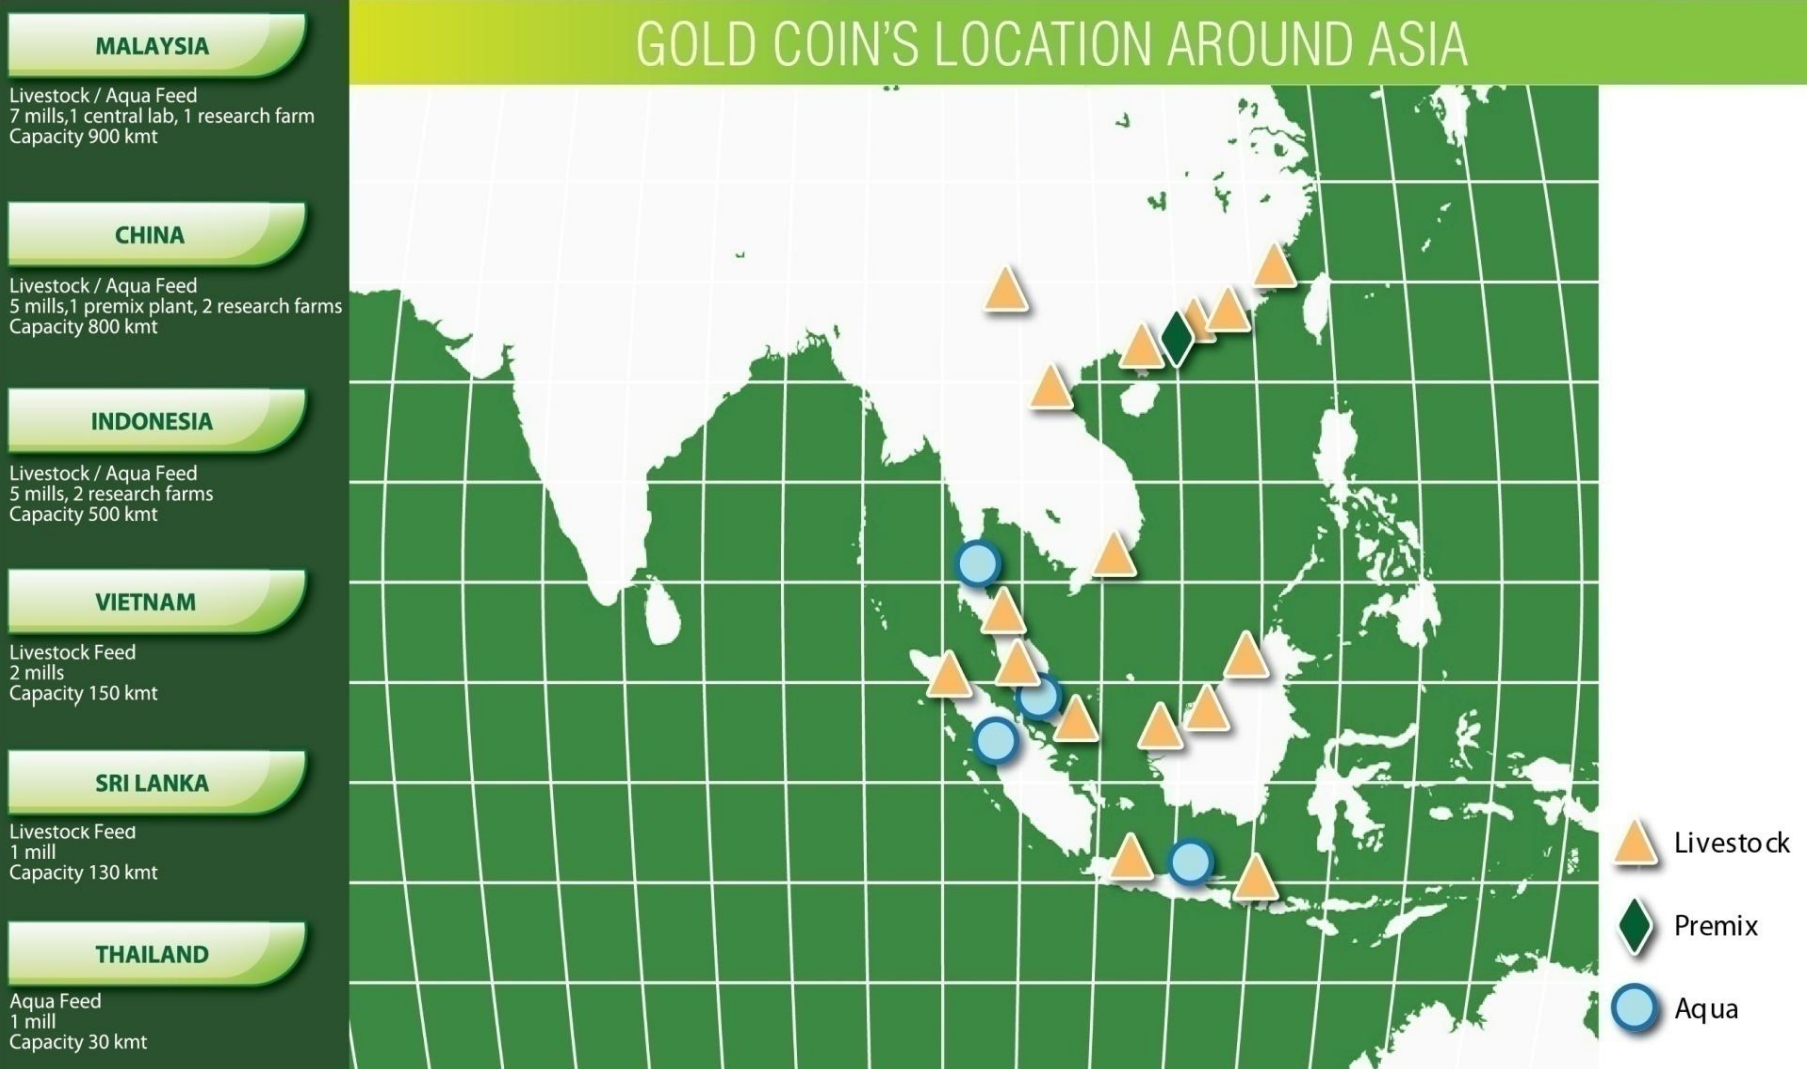 GOLD COIN'S LOCATION AROUND ASIA
MALAYSIA
Livestock / Aqua Feed
7 mills,1 central lab, 1 research farm
Capacity 900 kmt
CHINA
Livestock / Aqua Feed
5 mills,1 premix plant, 2 research farms
Capacity 800 kmt
INDONESIA
Livestock / Aqua Feed
5 mills, 2 research farms
Capacity 500 kmt
VIETNAM
Livestock Feed
2 mills
Capacity 150 kmt
SRI LANKA
Livestock Feed
1 mill
Capacity 130 kmt
THAILAND
Aqua Feed
1 mill
Capacity 30 kmt
Livestock
Premix
Aqua